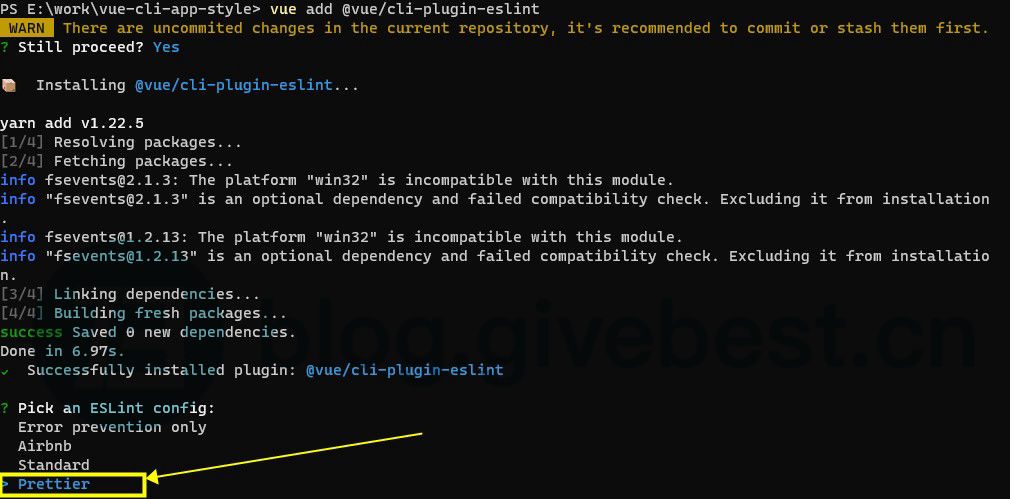 PS E:\work\vue-cli-app-style> vue add @vue/cli-plugin-eslint
WARN There are uncommited changes in the current repository, it's recommended to commit or stash them first.
? Still proceed? Yes
Installing @vue/cli-plugin-eslint...
yarn add v1.22.5
[1/4] Resolving packages...
[2/4] Fetching packages...
info fsevents@2.1.3: The platform "win32" is incompatible with this module.
info "fsevents@2.1.3" is an optional dependency and failed compatibility check. Excluding it from installation
.
info fsevents@1.2.13: The platform "win32" is incompatible with this module.
info "fsevents@1.2.13" is an optional dependency and failed compatibility check. Excluding it from installatio
n.
[3/4] Linking dependencies...
[4/4] Building fresh packages...
success Saved 0 new dependencies.
Done in 6.97s.
✓ Successfully installed plugin: @vue/cli-plugin-eslint
? Pick an ESLint config:
Error prevention only
Airbnb
Standard
> Prettier
blog.givebest.cn